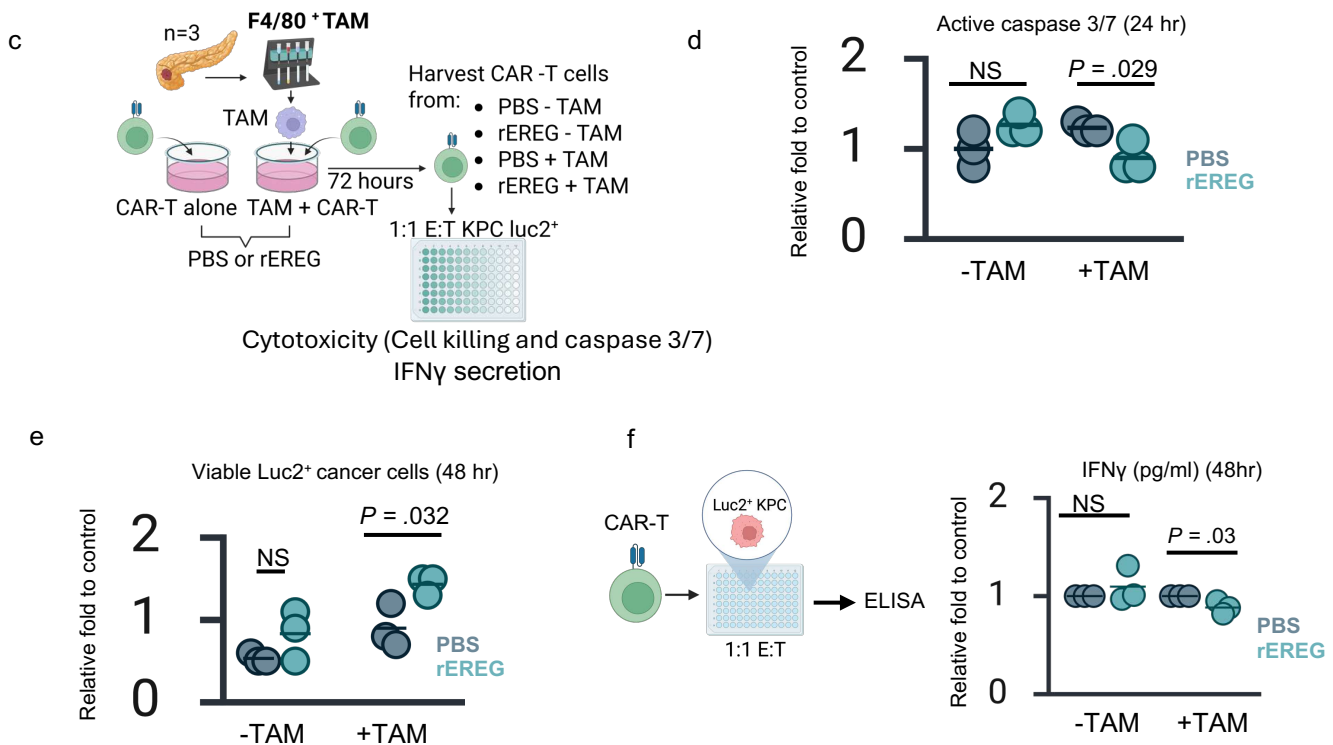 c
n=3
F4/80 + TAM
TAM
Harvest CAR -T cells
from:
• PBS - TAM
• rEREG - TAM
• PBS + TAM
• rEREG + TAM
72 hours
CAR-T alone TAM + CAR-T
PBS or rEREG
1:1 E:T KPC luc2+
Cytotoxicity (Cell killing and caspase 3/7)
IFNγ secretion
d
Active caspase 3/7 (24 hr)
Relative fold to control
2
1
0
NS
P = .029
PBS
rEREG
-TAM
+TAM
e
Viable Luc2+ cancer cells (48 hr)
Relative fold to control
2
1
0
NS
P = .032
PBS
rEREG
-TAM
+TAM
f
CAR-T
Luc2+ KPC
1:1 E:T
ELISA
IFNγ (pg/ml) (48hr)
Relative fold to control
2
1
0
NS
P = .03
PBS
rEREG
-TAM
+TAM